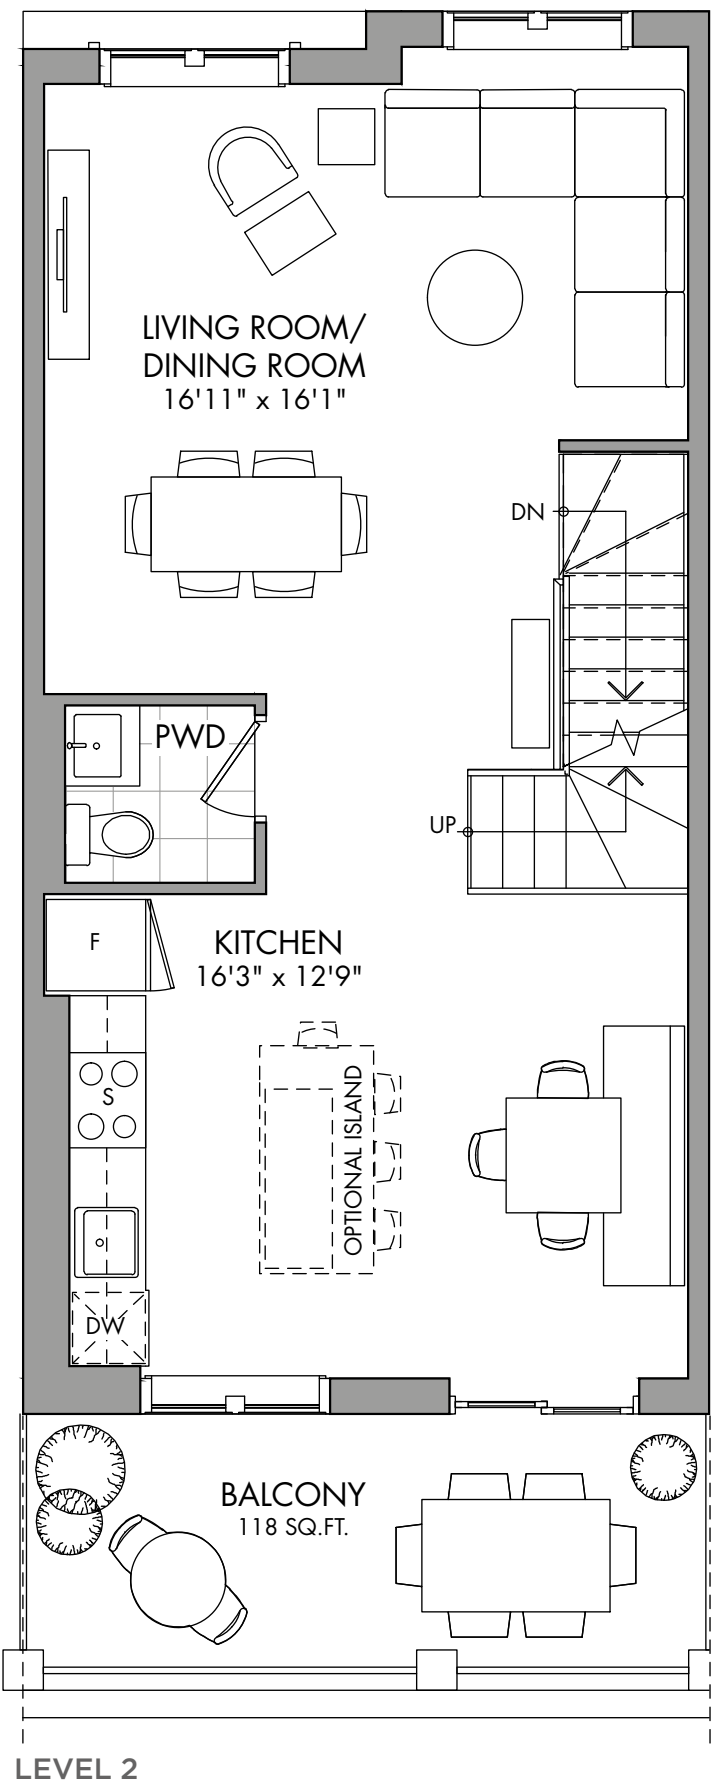 LIVING ROOM/
DINING ROOM
16'11" x 16'1"
DN
PWD
UP
F
KITCHEN
16'3" x 12'9"
S
OPTIONAL ISLAND
DW
BALCONY
118 SQ.FT.
LEVEL 2